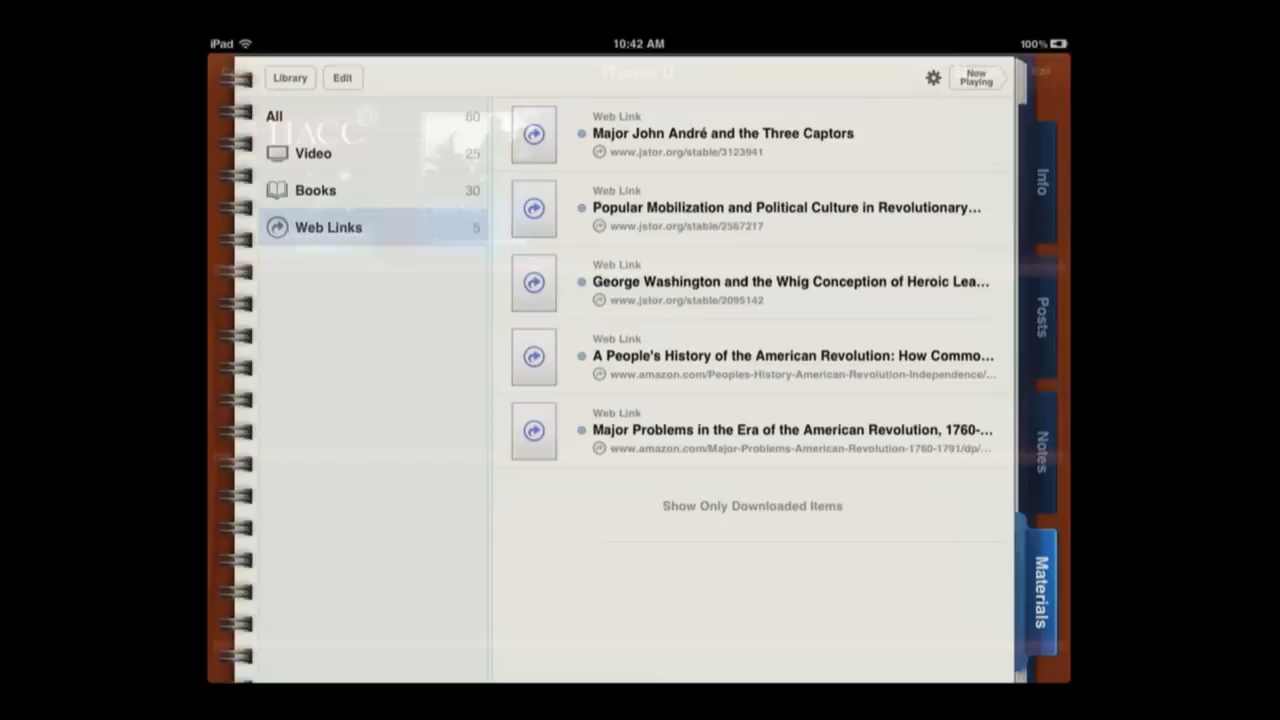 iPad
10:42 AM
100%
Library
Edit
iTunes U
Now
Playing
All 60
HACC
Video 25
Books 30
Web Links 5
Web Link
Major John André and the Three Captors
www.jstor.org/stable/3123941
Web Link
Popular Mobilization and Political Culture in Revolutionary...
www.jstor.org/stable/2567217
Web Link
George Washington and the Whig Conception of Heroic Lea...
www.jstor.org/stable/2095142
Web Link
A People's History of the American Revolution: How Commo...
www.amazon.com/Peoples-History-American-Revolution-Independence/...
Web Link
Major Problems in the Era of the American Revolution, 1760-...
www.amazon.com/Major-Problems-American-Revolution-1760-1791/dp/...
Show Only Downloaded Items
Info
Posts
Notes
Materials